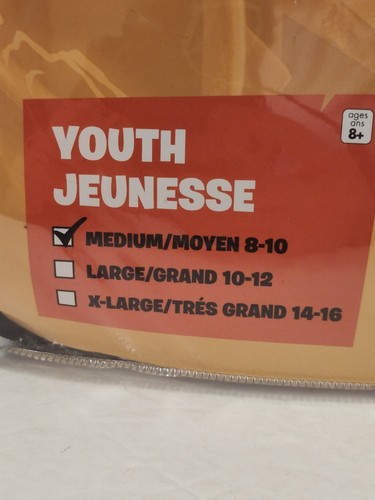 YOUTH
JEUNESSE
ages
ans
8+
MEDIUM/MOYEN 8-10
LARGE/GRAND 10-12
X-LARGE/TRÉS GRAND 14-16